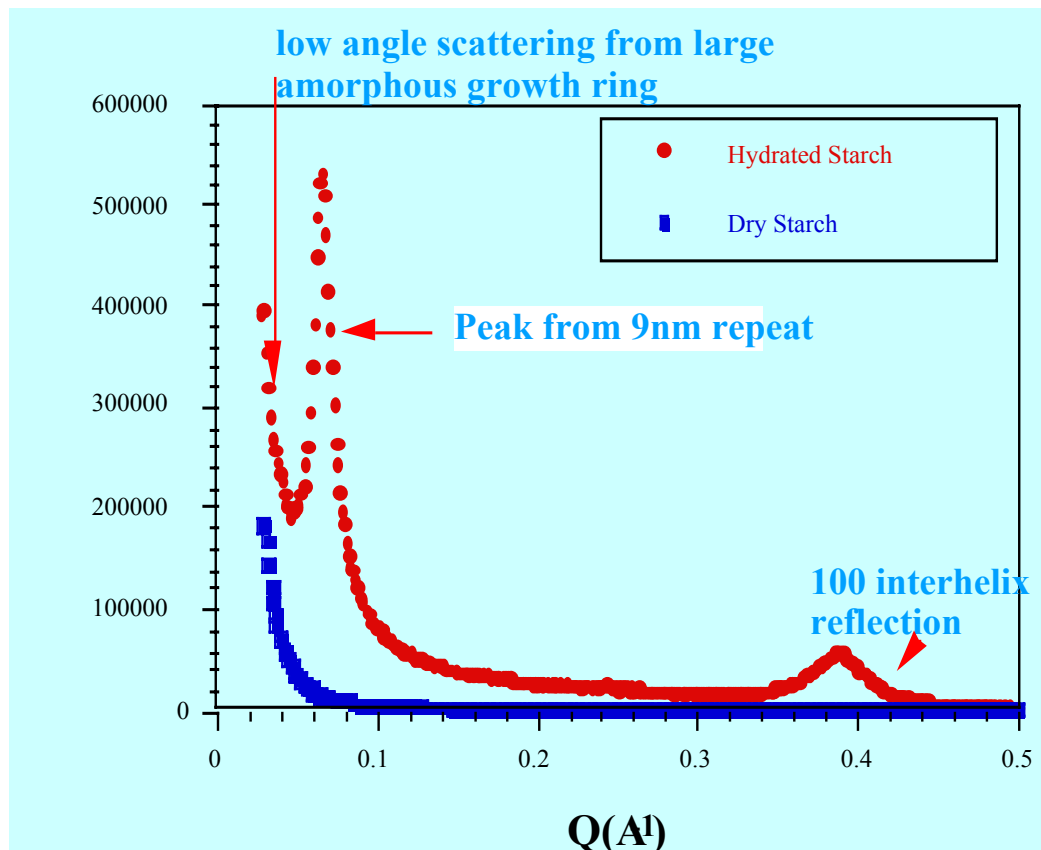 low angle scattering from large
amorphous growth ring
600000
500000
400000
300000
200000
100000
0
Hydrated Starch
Dry Starch
Peak from 9nm repeat
100 interhelix
reflection
0
0.1
0.2
0.3
0.4
0.5
Q(A-1)